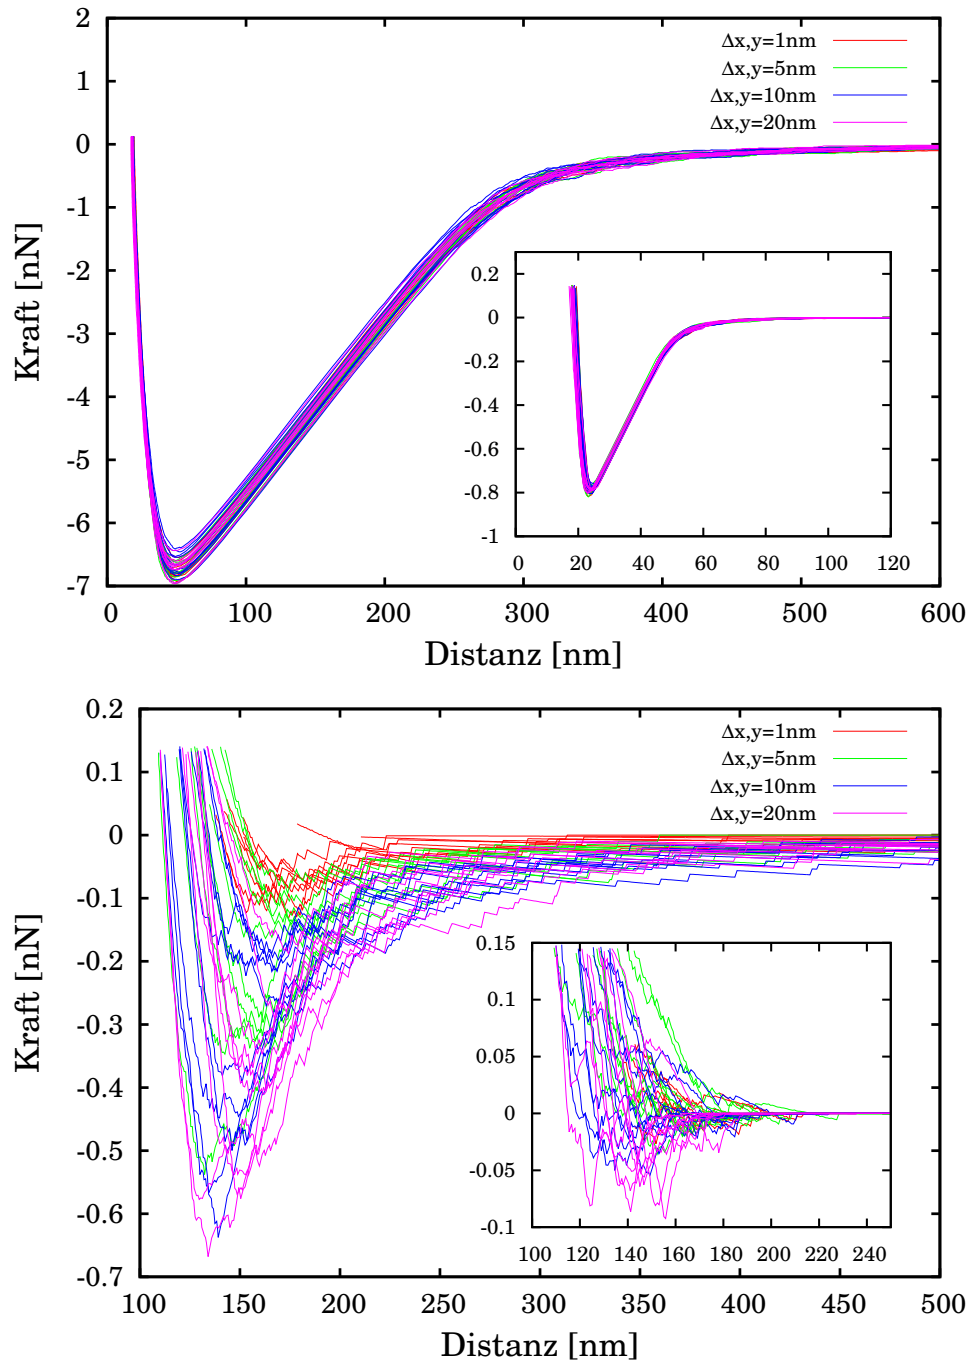 2
1
0
-1
-2
-3
-4
-5
-6
-7
Kraft [nN]
Δx,y=1nm
Δx,y=5nm
Δx,y=10nm
Δx,y=20nm
0.2
0
-0.2
-0.4
-0.6
-0.8
-1
0 20 40 60 80 100 120
0 100 200 300 400 500 600
Distanz [nm]
0.2
0.1
0
-0.1
-0.2
-0.3
-0.4
-0.5
-0.6
-0.7
Kraft [nN]
Δx,y=1nm
Δx,y=5nm
Δx,y=10nm
Δx,y=20nm
0.15
0.1
0.05
0
-0.05
-0.1
100 120 140 160 180 200 220 240
100 150 200 250 300 350 400 450 500
Distanz [nm]